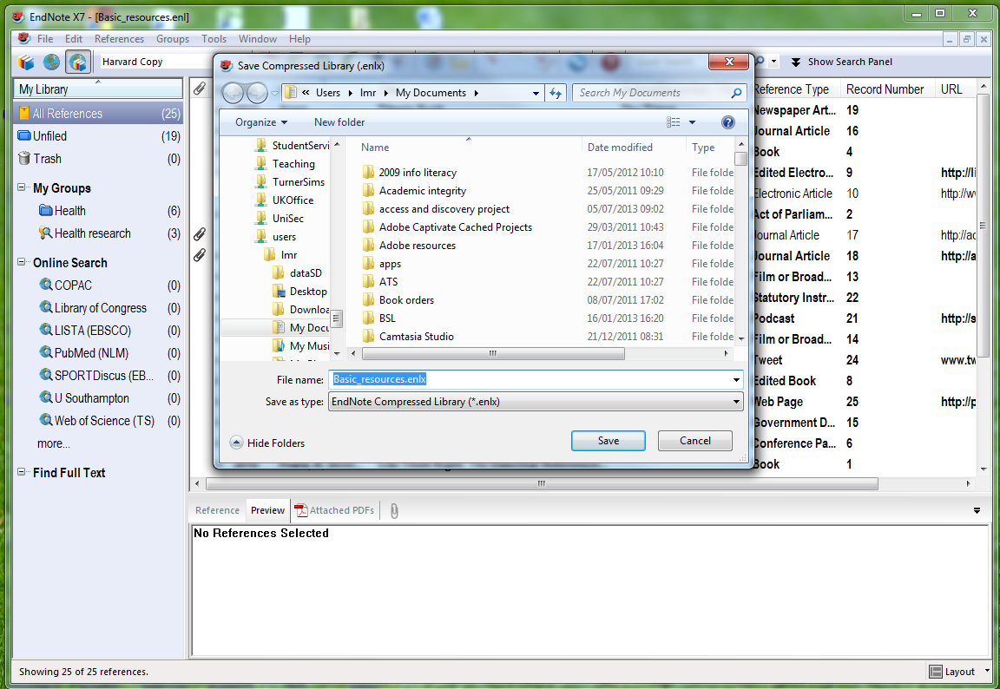 EndNote X7 - [Basic_resources.enl]
File Edit References Groups Tools Window Help
Harvard Copy
Show Search Panel
My Library
All References (25)
Unfiled (19)
Trash (0)
My Groups
Health (6)
Health research (3)
Online Search
COPAC (0)
Library of Congress (0)
LISTA (EBSCO) (0)
PubMed (NLM) (0)
SPORTDiscus (EB... (0)
U Southampton (0)
Web of Science (TS) (0)
more...
Find Full Text
Save Compressed Library (.enlx)
« Users lmr My Documents
Search My Documents
Organize New folder
StudentServi
Teaching
TurnerSims
UKOffice
UniSec
users
lmr
dataSD
Desktop
Downloa
My Docu
My Musi
Name Date modified Type
2009 info literacy 17/05/2012 10:10 File folde
Academic integrity 25/05/2011 09:29 File folde
access and discovery project 05/07/2013 09:02 File folde
Adobe Captivate Cached Projects 29/03/2011 10:43 File folde
Adobe resources 17/01/2013 16:04 File folde
apps 22/07/2011 10:27 File folde
ATS 22/07/2011 10:27 File folde
Book orders 08/07/2011 17:02 File folde
BSL 16/01/2013 16:20 File folde
Camtasia Studio 21/12/2011 08:31 File folde
File name: Basic_resources.enlx
Save as type: EndNote Compressed Library (*.enlx)
Hide Folders
Save Cancel
Reference Type Record Number URL
Newspaper Art... 19
Journal Article 16
Book 4
Edited Electro... 9 http://li
Electronic Article 10 http://w
Act of Parliam... 2
Journal Article 17 http://ac
Journal Article 18 http://a
Film or Broad... 13
Statutory Instr... 22
Podcast 21 http://s
Film or Broad... 14
Tweet 24 www.tw
Edited Book 8
Web Page 25 http://p
Government D... 15
Conference Pa... 6
Book 1
Reference Preview Attached PDFs
No References Selected
Showing 25 of 25 references.
Layout